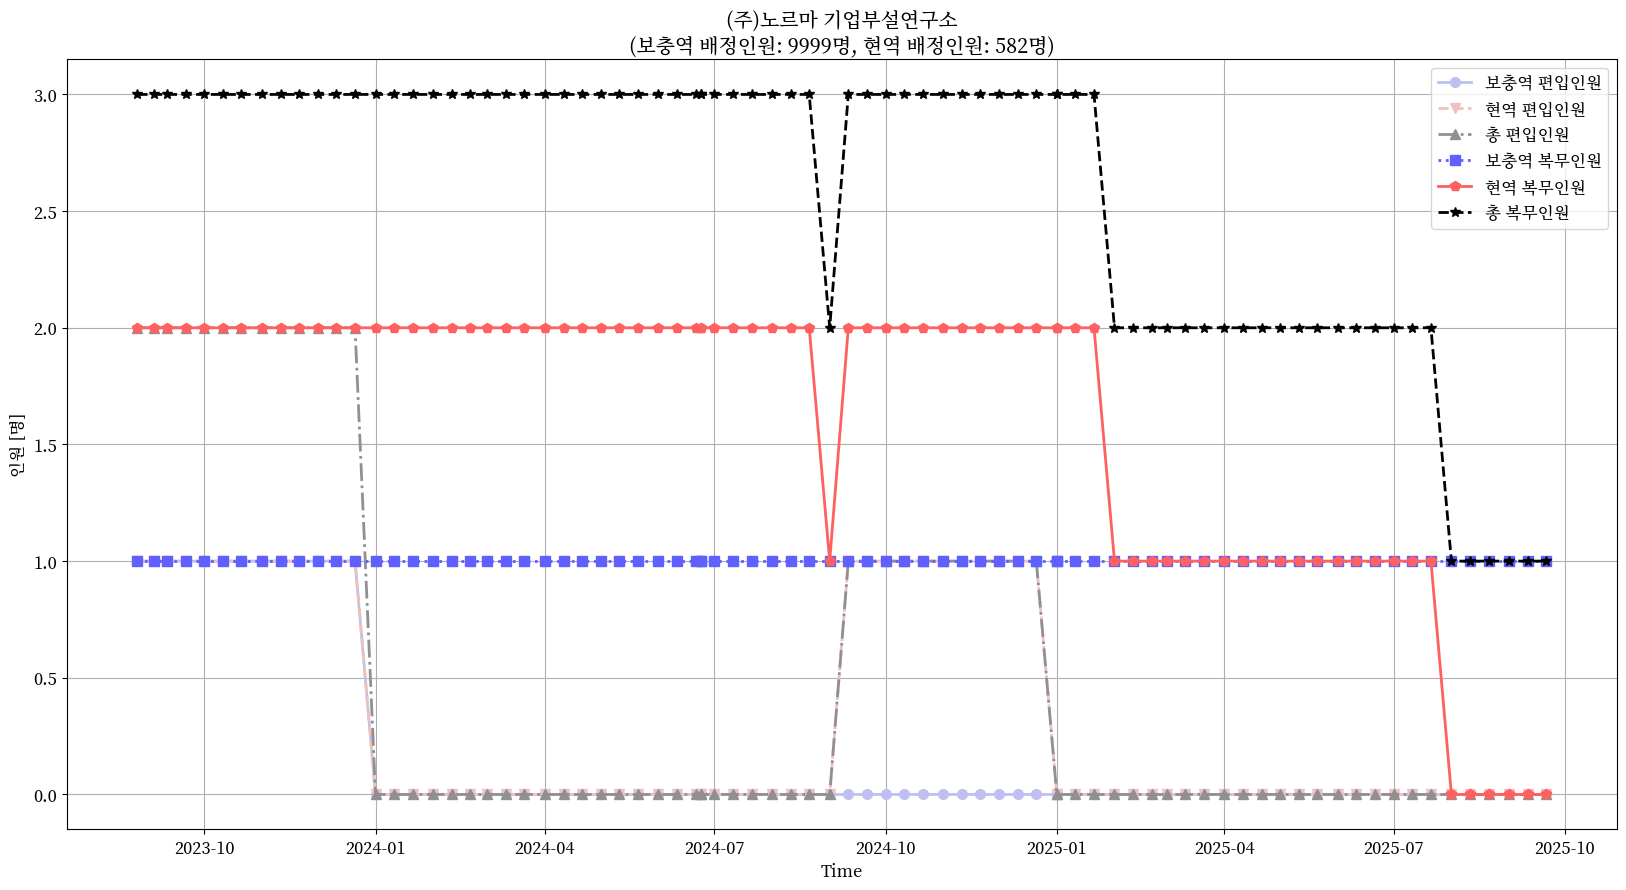 (주)노르마 기업부설연구소
(보충역 배정인원: 9999명, 현역 배정인원: 582명)
보충역 편입인원
현역 편입인원
총 편입인원
보충역 복무인원
현역 복무인원
총 복무인원
인원 [명]
3.0
2.5
2.0
1.5
1.0
0.5
0.0
2023-10
2024-01
2024-04
2024-07
2024-10
2025-01
2025-04
2025-07
2025-10
Time